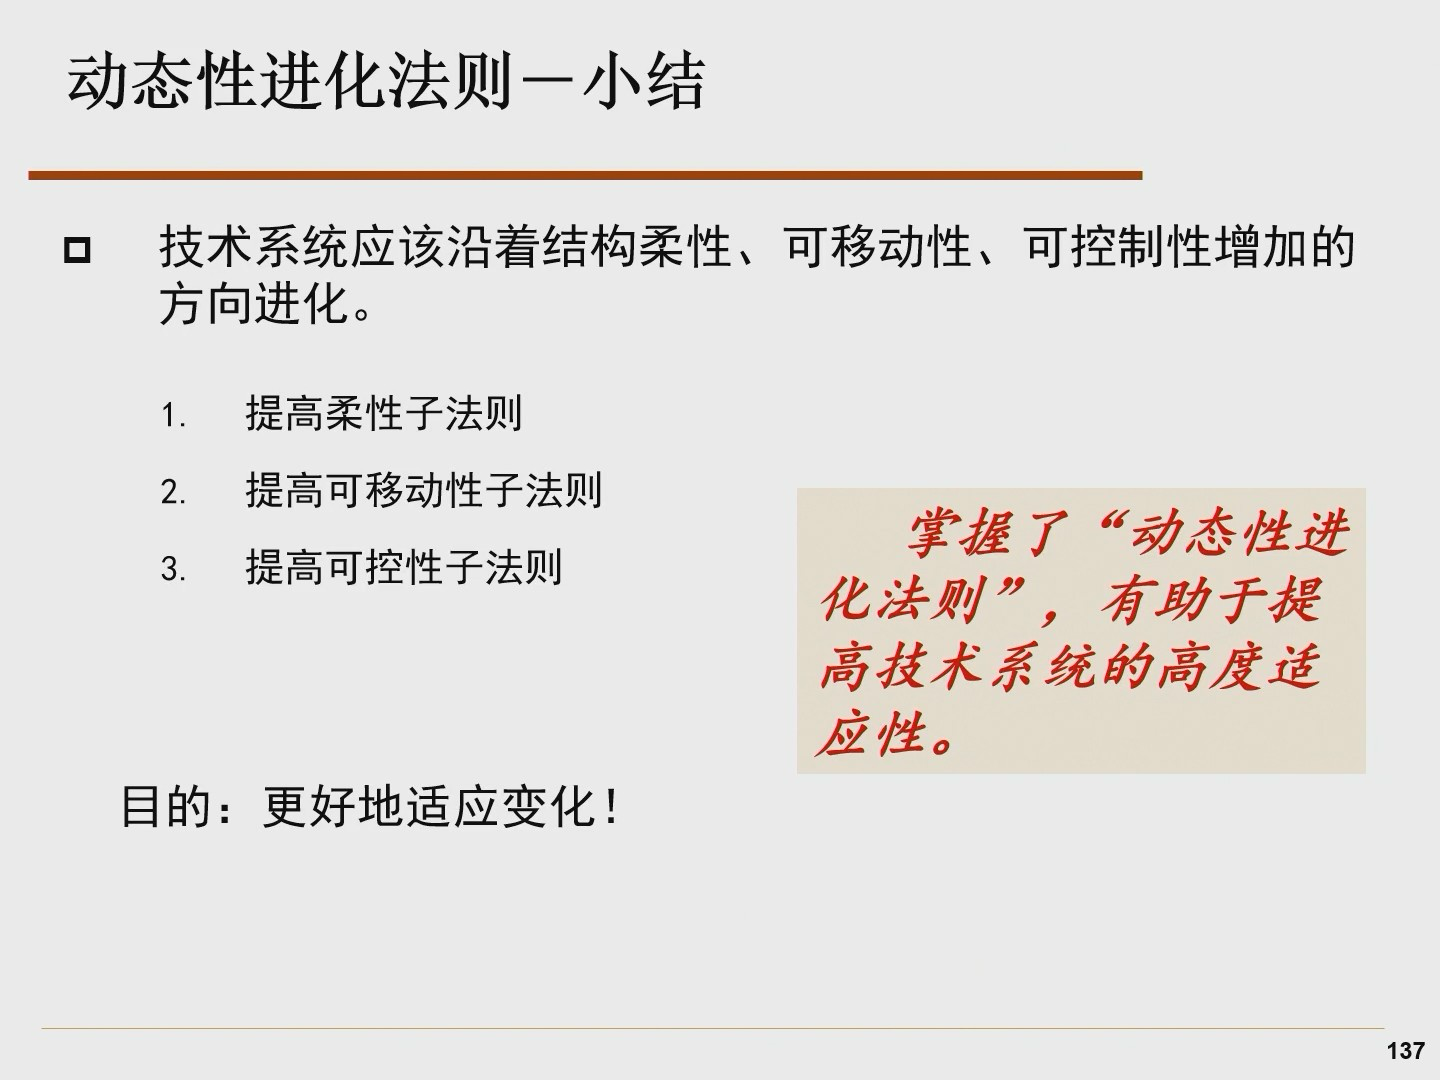 动态性进化法则－小结
技术系统应该沿着结构柔性、可移动性、可控制性增加的
方向进化。
1. 提高柔性子法则
2. 提高可移动性子法则
3. 提高可控性子法则
掌握了“动态性进
化法则”，有助于提
高技术系统的高度适
应性。
目的：更好地适应变化！
137